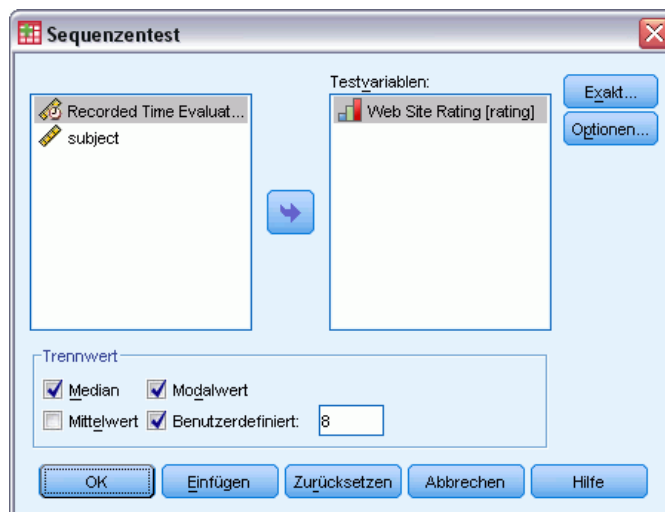 Sequenzentest
Testvariablen:
Recorded Time Evaluat...
subject
Web Site Rating [rating]
Exakt...
Optionen...
Trennwert
Median
Modalwert
Mittelwert
Benutzerdefiniert:
8
OK
Einfügen
Zurücksetzen
Abbrechen
Hilfe